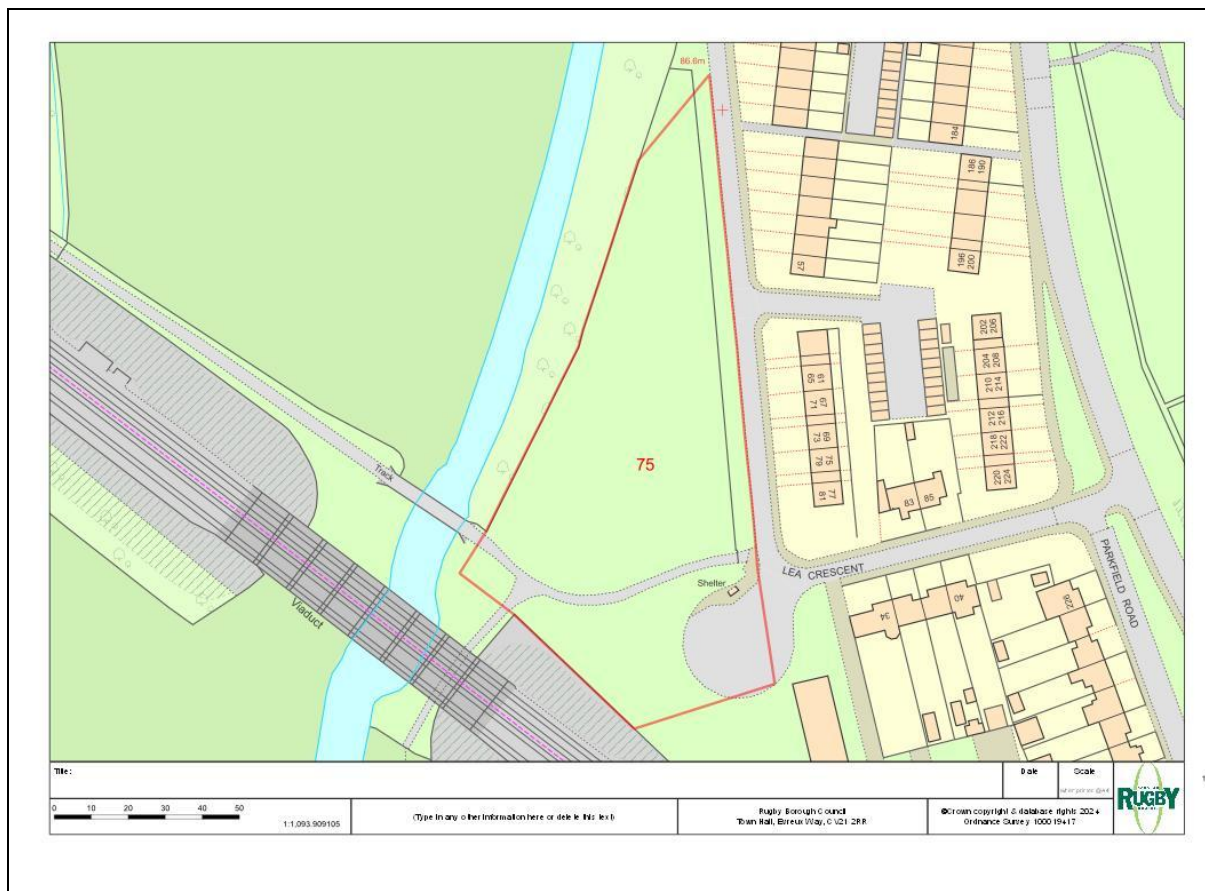 86.6m
184
186
190
57
196
200
202
206
204
208
210
214
212
216
218
222
220
224
61
65
67
71
69
73
75
79
77
81
83
85
75
Track
Viaduct
Shelter
LEA CRESCENT
PARKFIELD ROAD
34
40
226
Title:
Date
Scale
0 10 20 30 40 50
1:1,093.909105
(Type in any other information here or delete this text)
Rugby Borough Council
Town Hall, Evreux Way, CV21 2RR
©Crown copyright & database rights 2024
Ordnance Survey 100019417
RUGBY